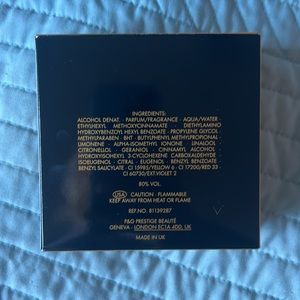 INGREDIENTS:
ALCOHOL DENAT. · PARFUM/FRAGRANCE · AQUA/WATER
ETHYLHEXYL METHOXYCINNAMATE · DIETHYLAMINO
HYDROXYBENZOYL HEXYL BENZOATE · PROPYLENE GLYCOL
METHYLPARABEN · BHT · BUTYLPHENYL METHYLPROPIONAL
LIMONENE · ALPHA-ISOMETHYL IONONE · LINALOOL
CITRONELLOL · GERANIOL · CINNAMYL ALCOHOL
HYDROXYISOHEXYL 3-CYCLOHEXENE CARBOXALDEHYDE
ISOEUGENOL · CITRAL · EUGENOL · BENZYL BENZOATE
BENZYL SALICYLATE · CI 15985/YELLOW 6 · CI 17200/RED 33
CI 60730/EXT.VIOLET 2
80% VOL.
USA CAUTION - FLAMMABLE
KEEP AWAY FROM HEAT OR FLAME
REF.NO. 81139287
P&G PRESTIGE BEAUTE
GENEVA - LONDON EC1A 4DD, UK
MADE IN UK